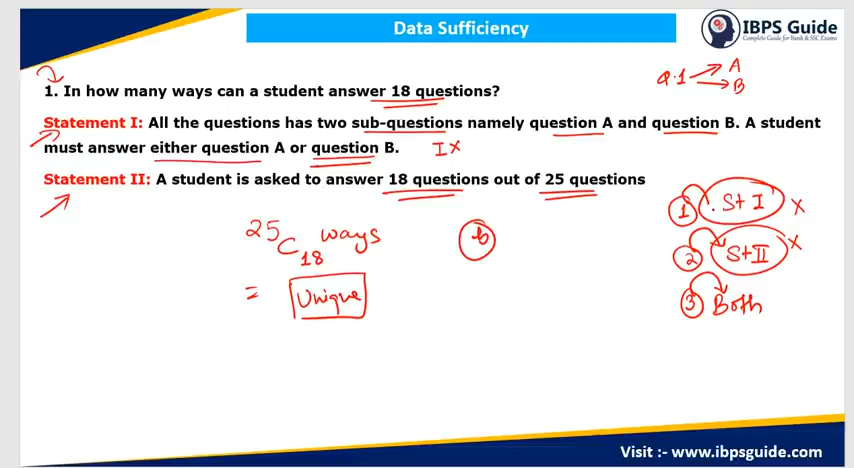 Data Sufficiency
IBPS Guide
Complete Guide for Bank & SSC Exams
Q.1 A
B
1. In how many ways can a student answer 18 questions?
Statement I: All the questions has two sub-questions namely question A and question B. A student
must answer either question A or question B. I X
Statement II: A student is asked to answer 18 questions out of 25 questions
25C18 ways
= Unique
b
1 St I X
2 St II X
3 Both
Visit :- www.ibpsguide.com